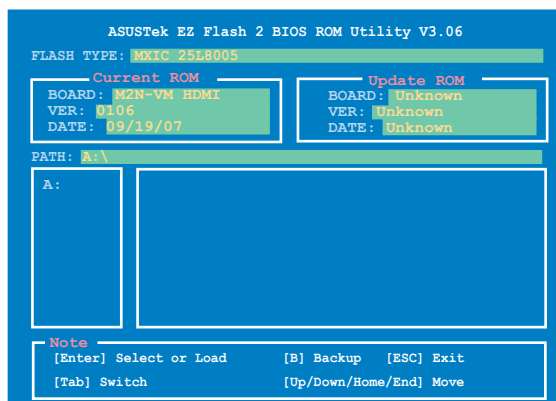 ASUSTek EZ Flash 2 BIOS ROM Utility V3.06
FLASH TYPE: MXIC 25L8005
Current ROM
BOARD: M2N-VM HDMI
VER: 0106
DATE: 09/19/07
Update ROM
BOARD: Unknown
VER: Unknown
DATE: Unknown
PATH: A:\
A:
Note
[Enter] Select or Load [B] Backup [ESC] Exit
[Tab] Switch [Up/Down/Home/End] Move